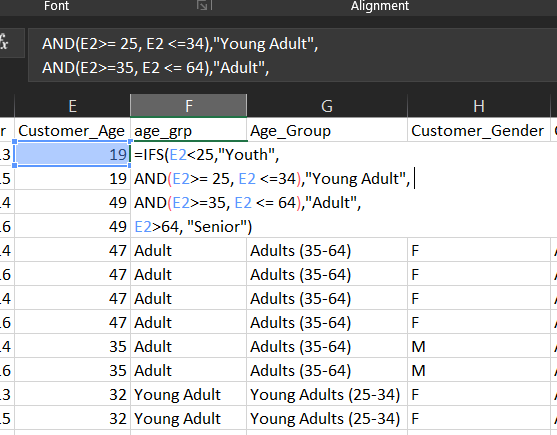 Font Alignment
fx AND(E2>= 25, E2 <=34),"Young Adult",
AND(E2>=35, E2 <= 64),"Adult",
E F G H
r Customer_Age age_grp Age_Group Customer_Gender
13 19 =IFS(E2<25,"Youth",
15 19 AND(E2>= 25, E2 <=34),"Young Adult",
14 49 AND(E2>=35, E2 <= 64),"Adult",
16 49 E2>64, "Senior")
14 47 Adult Adults (35-64) F
16 47 Adult Adults (35-64) F
14 47 Adult Adults (35-64) F
16 47 Adult Adults (35-64) F
14 35 Adult Adults (35-64) M
16 35 Adult Adults (35-64) M
13 32 Young Adult Young Adults (25-34) F
15 32 Young Adult Young Adults (25-34) F